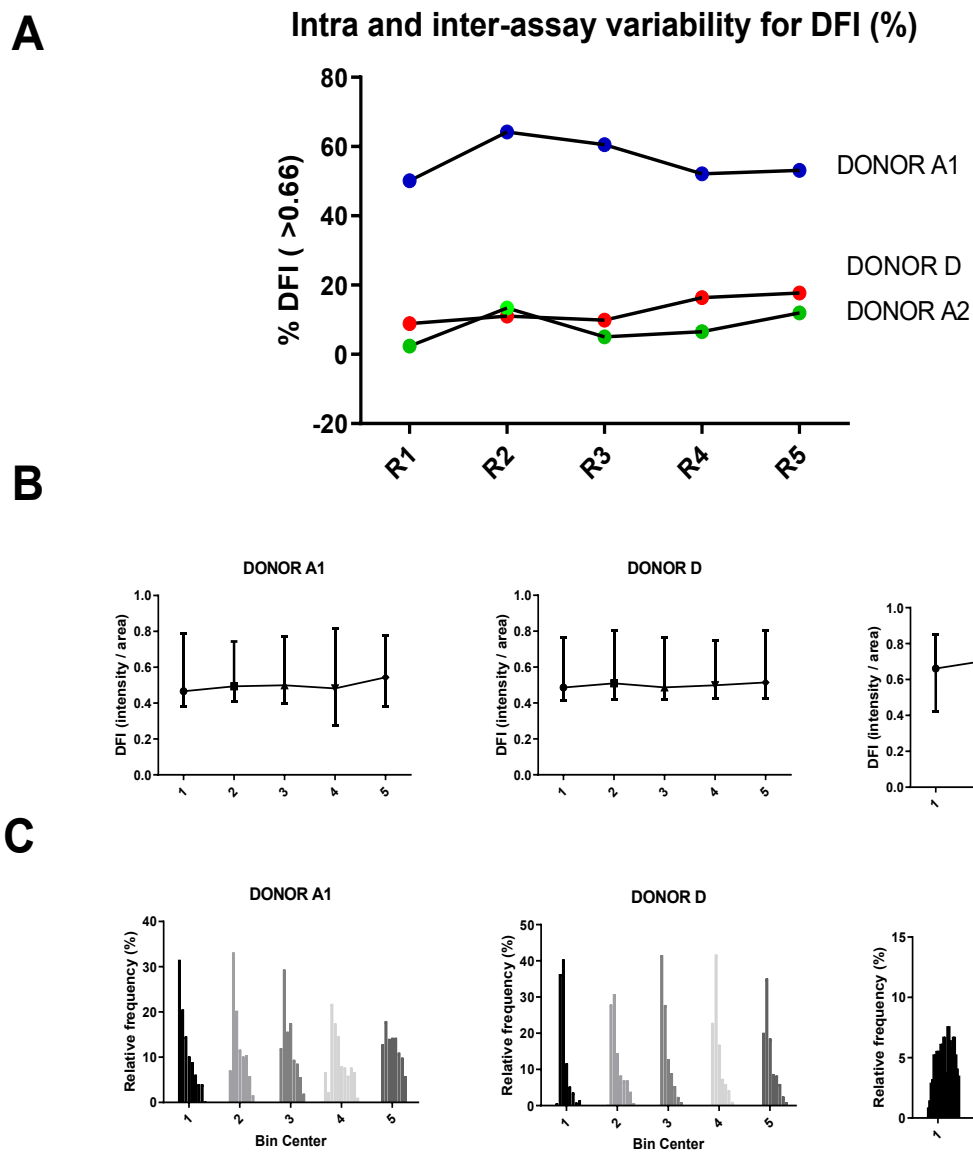 A
Intra and inter-assay variability for DFI (%)
% DFI ( >0.66)
80
60
40
20
0
-20
R1 R2 R3 R4 R5
DONOR A1
DONOR D
DONOR A2
B
DONOR A1
DFI (intensity / area)
1.0
0.8
0.6
0.4
0.2
0.0
1 2 3 4 5
DONOR D
DFI (intensity / area)
1.0
0.8
0.6
0.4
0.2
0.0
1 2 3 4 5
DFI (intensity / area)
1.0
0.8
0.6
0.4
0.2
0.0
1
C
DONOR A1
Relative frequency (%)
40
30
20
10
0
1 2 3 4 5
Bin Center
DONOR D
Relative frequency (%)
50
40
30
20
10
0
1 2 3 4 5
Bin Center
Relative frequency (%)
15
10
5
0
1